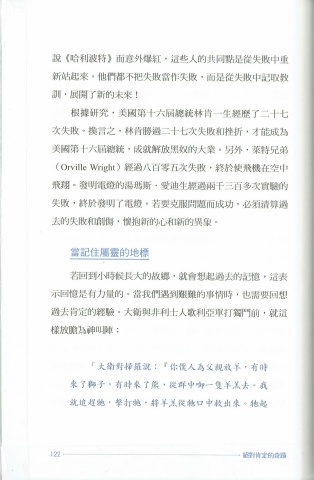 說《哈利波特》而意外爆紅，這些人的共同點是從失敗中重
新站起來。他們都不把失敗當作失敗，而是從失敗中記取教
訓，展開了新的未來！
根據研究，美國第十六屆總統林肯一生經歷了二十七
次失敗。換言之，林肯勝過二十七次失敗和挫折，才能成為
美國第十六屆總統，成就解放黑奴的大業。另外，萊特兄弟
（Orville Wright）經過八百零五次失敗，終於使飛機在空中
飛翔。發明電燈的湯瑪斯・愛迪生經過兩千三百多次實驗的
失敗，終於發明了電燈。若要克服問題而成功，必須清算過
去的失敗和創傷，懷抱新的心和新的異象。
當記住屬靈的地標
若回到小時候長大的故鄉，就會想起過去的記憶，這表
示回憶是有力量的。當我們遇到艱難的事情時，也需要回想
過去肯定的經驗。大衛與非利士人歌利亞單打獨鬥前，就這
樣放膽為神叫陣：
「大衛對掃羅說：『你僕人為父親放羊，有時
來了獅子，有時來了熊，從群中啣一隻羊羔去。我
就追趕牠，擊打牠，將羊羔從牠口中救出來。牠起
122 絕對肯定的奇蹟